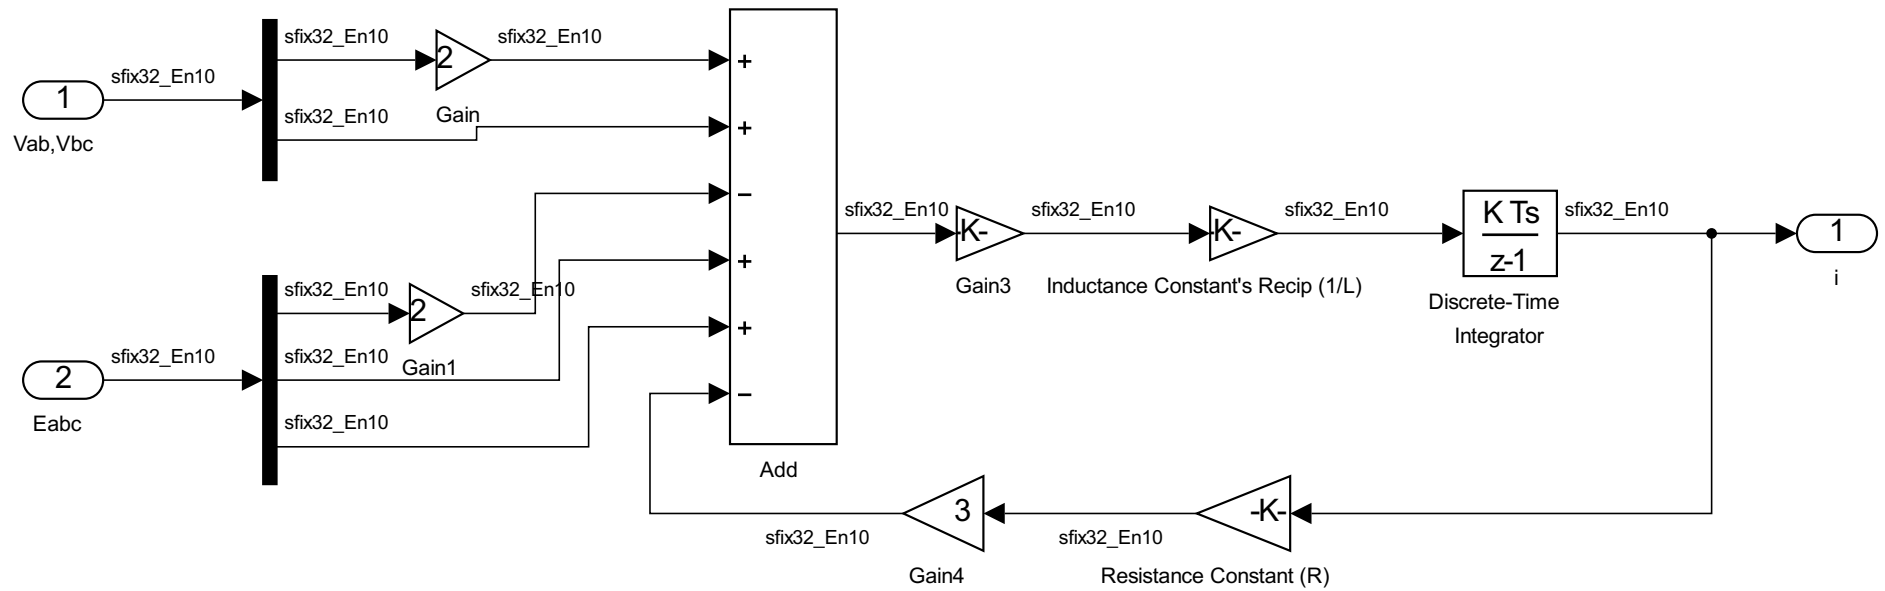 sfix32_En10
1
Vab,Vbc
sfix32_En10
2
Gain
sfix32_En10
sfix32_En10
sfix32_En10
2
Eabc
sfix32_En10
2
Gain1
sfix32_En10
sfix32_En10
sfix32_En10
+
+
−
+
+
−
Add
sfix32_En10
-K-
Gain3
sfix32_En10
-K-
Inductance Constant's Recip (1/L)
sfix32_En10
K Ts
z-1
Discrete-Time
Integrator
sfix32_En10
1
i
3
Gain4
sfix32_En10
sfix32_En10
-K-
Resistance Constant (R)